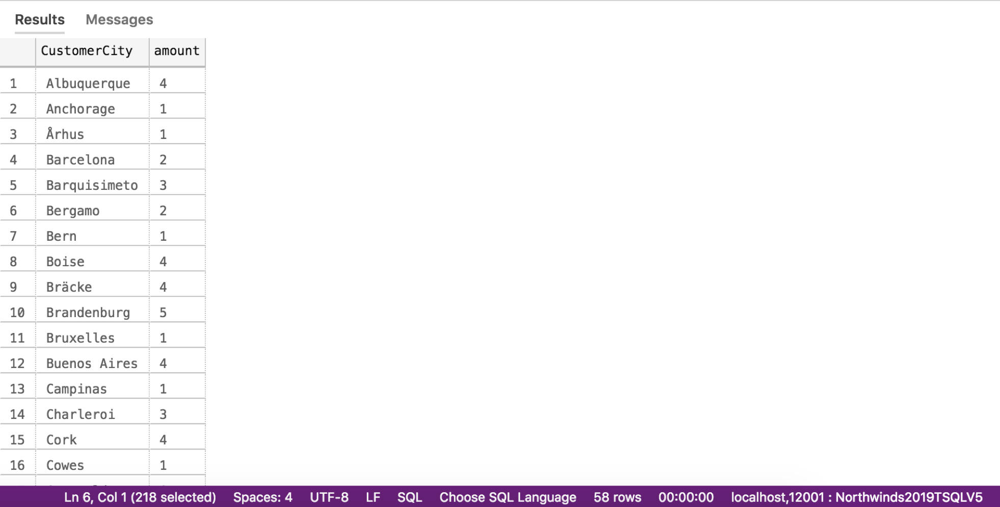 Results Messages
CustomerCity amount
1 Albuquerque 4
2 Anchorage 1
3 Århus 1
4 Barcelona 2
5 Barquisimeto 3
6 Bergamo 2
7 Bern 1
8 Boise 4
9 Bräcke 4
10 Brandenburg 5
11 Bruxelles 1
12 Buenos Aires 4
13 Campinas 1
14 Charleroi 3
15 Cork 4
16 Cowes 1
Ln 6, Col 1 (218 selected) Spaces: 4 UTF-8 LF SQL Choose SQL Language 58 rows 00:00:00 localhost,12001 : Northwinds2019TSQLV5